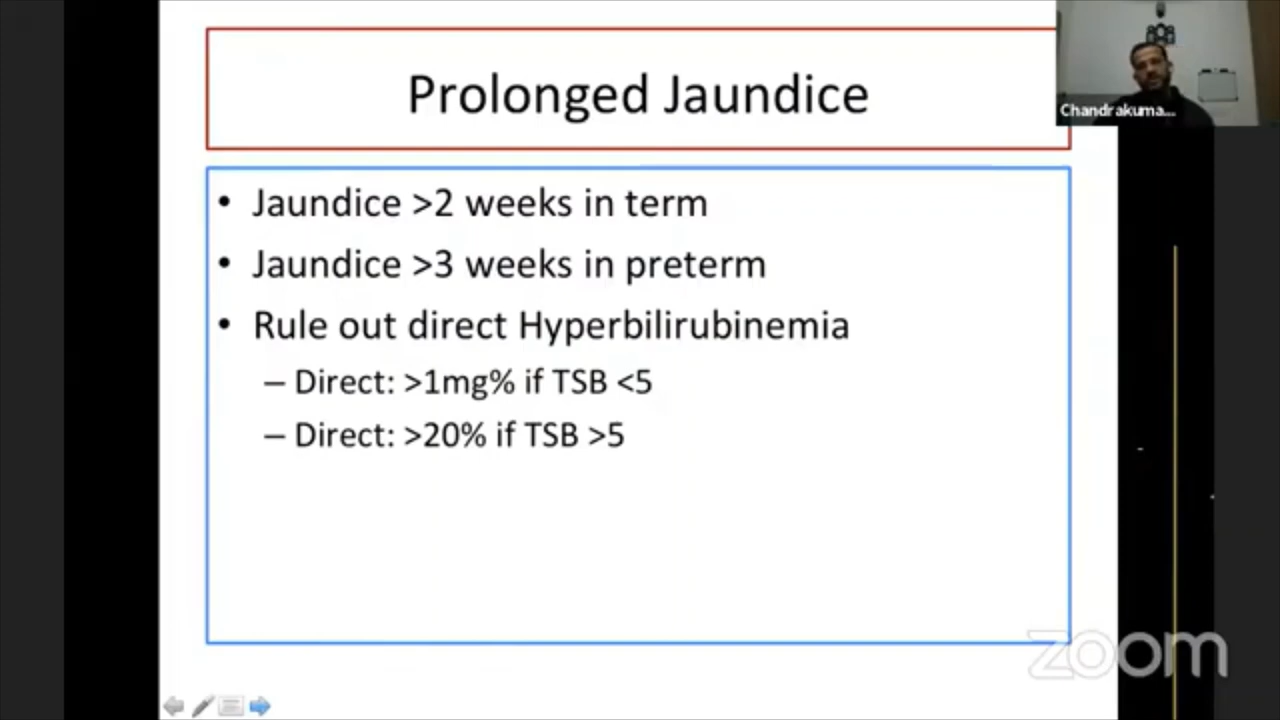 Prolonged Jaundice
Chandrakuma...
• Jaundice >2 weeks in term
• Jaundice >3 weeks in preterm
• Rule out direct Hyperbilirubinemia
– Direct: >1mg% if TSB <5
– Direct: >20% if TSB >5
zoom